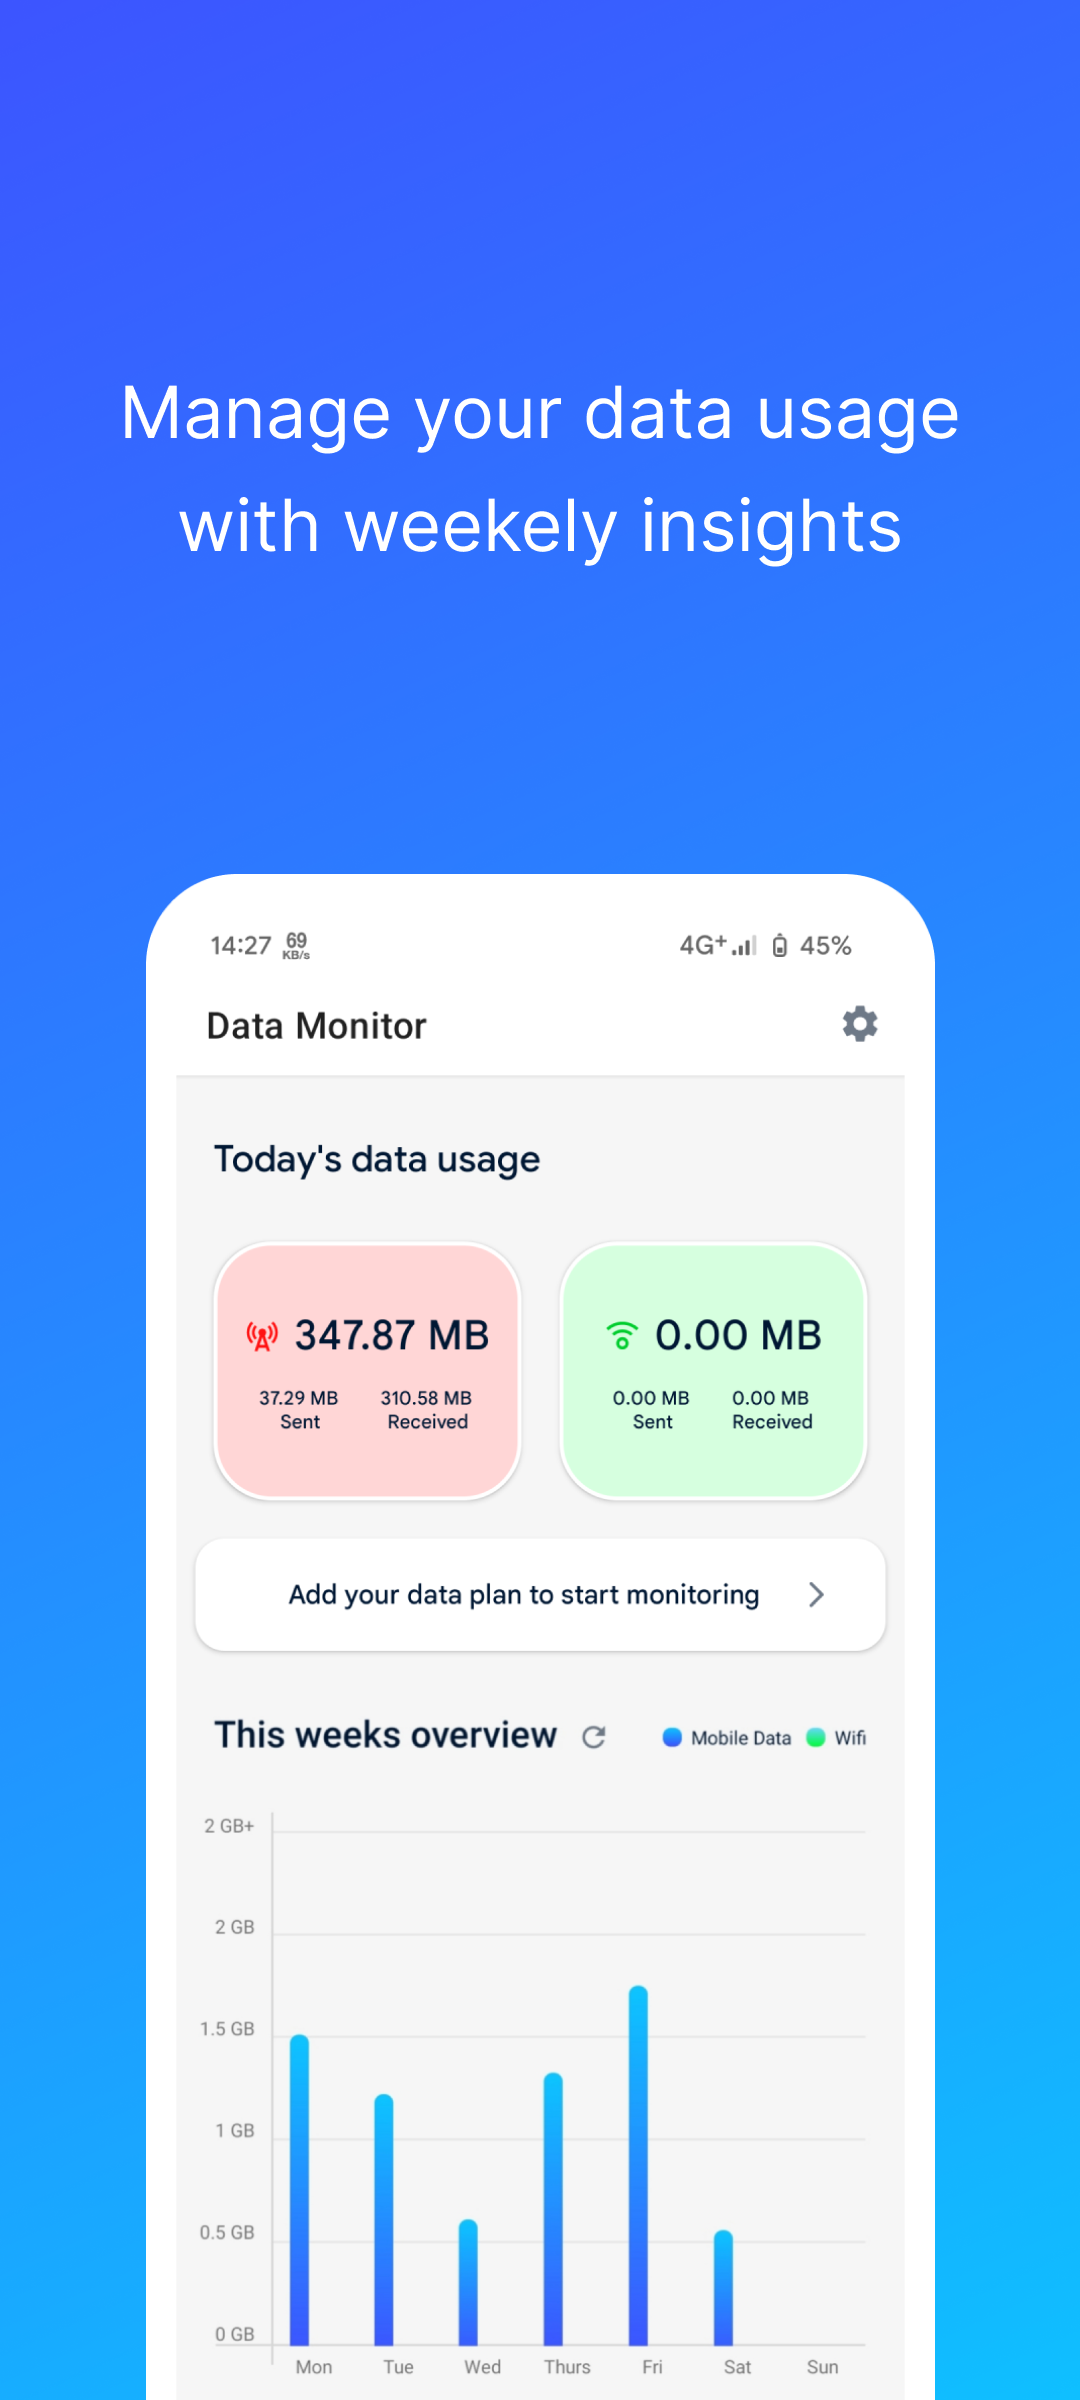 Manage your data usage
with weekely insights
14:27 69 KB/s 4G+ 45%
Data Monitor
Today's data usage
347.87 MB
37.29 MB 310.58 MB
Sent Received
0.00 MB
0.00 MB 0.00 MB
Sent Received
Add your data plan to start monitoring
This weeks overview Mobile Data Wifi
2 GB+
2 GB
1.5 GB
1 GB
0.5 GB
0 GB
Mon Tue Wed Thurs Fri Sat Sun